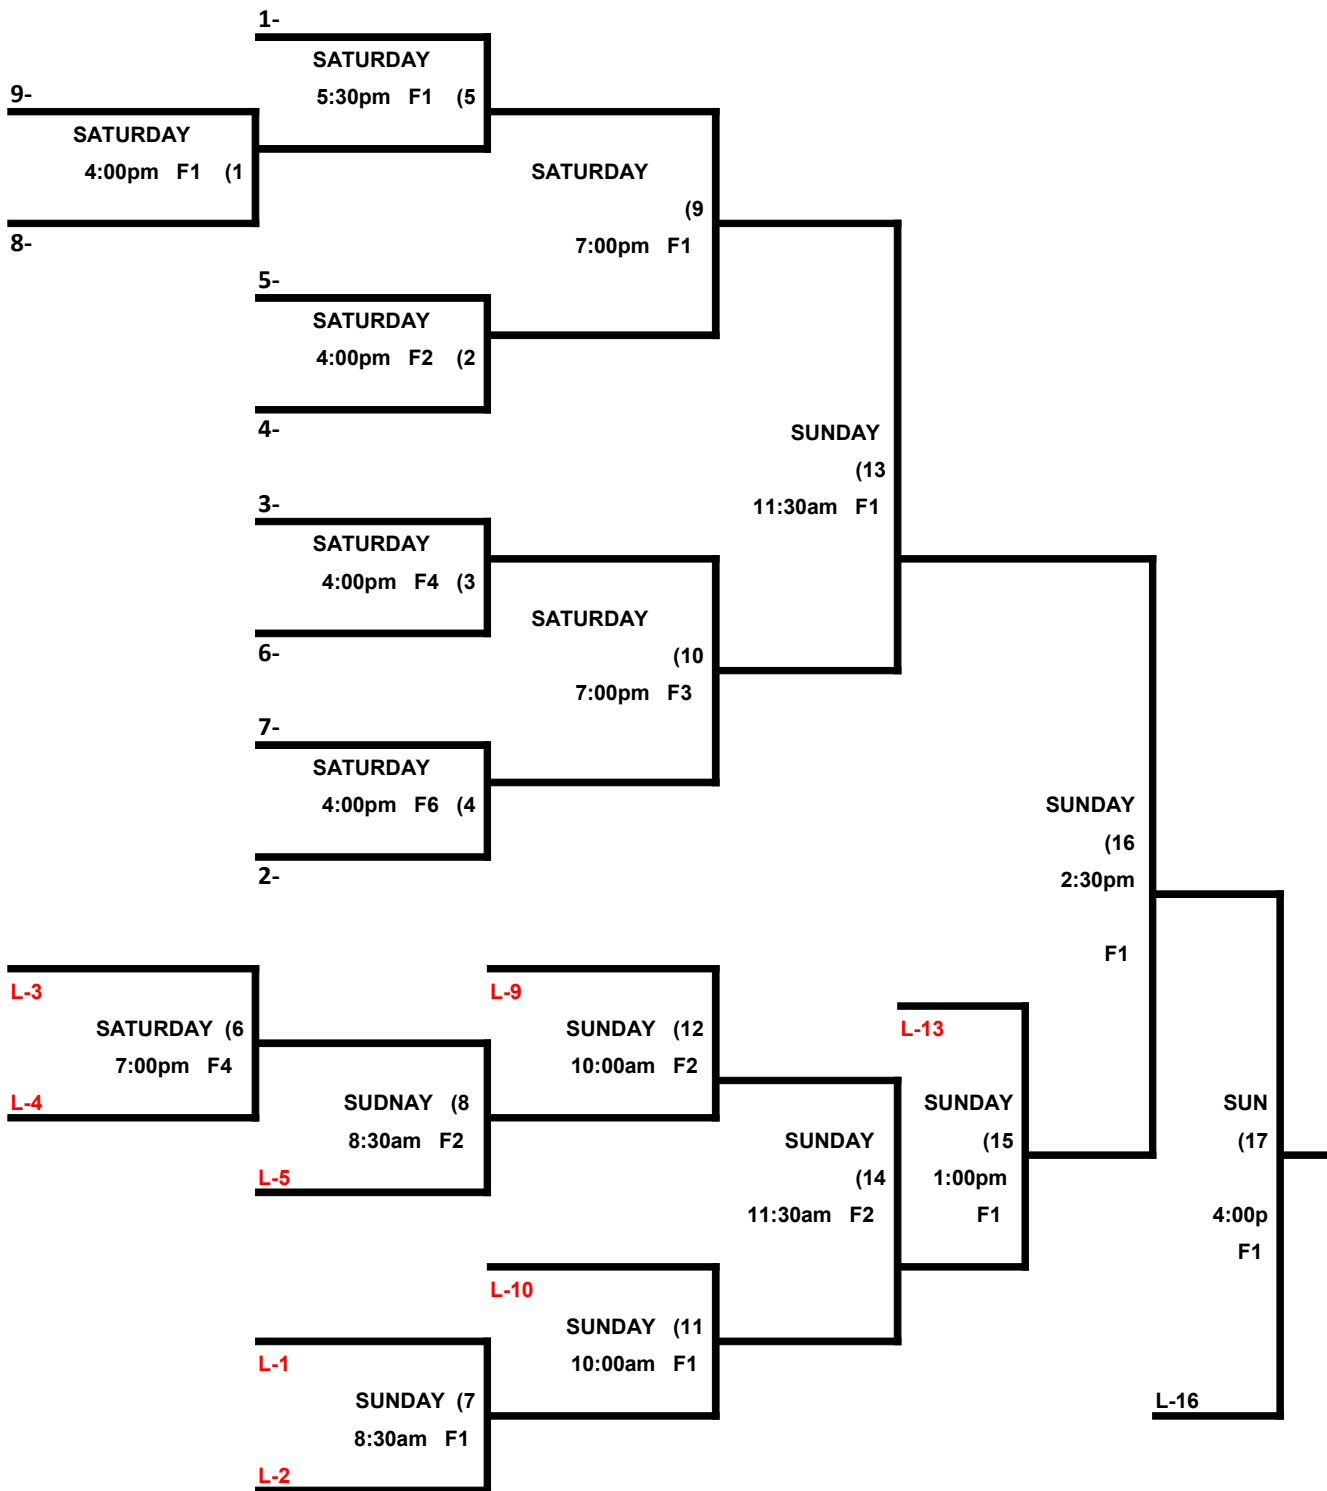 1-
SATURDAY
5:30pm F1 (5
9-
SATURDAY
4:00pm F1 (1
8-
SATURDAY
(9
7:00pm F1
5-
SATURDAY
4:00pm F2 (2
4-
SUNDAY
(13
11:30am F1
3-
SATURDAY
4:00pm F4 (3
6-
SATURDAY
(10
7:00pm F3
7-
SATURDAY
4:00pm F6 (4
2-
SUNDAY
(16
2:30pm
F1
L-3
SATURDAY (6
7:00pm F4
L-4
L-9
SUNDAY (12
10:00am F2
L-13
SUDNAY (8
8:30am F2
L-5
SUNDAY
(14
11:30am F2
SUNDAY
(15
1:00pm
F1
SUN
(17
4:00p
F1
L-10
SUNDAY (11
10:00am F1
L-1
SUNDAY (7
8:30am F1
L-2
L-16